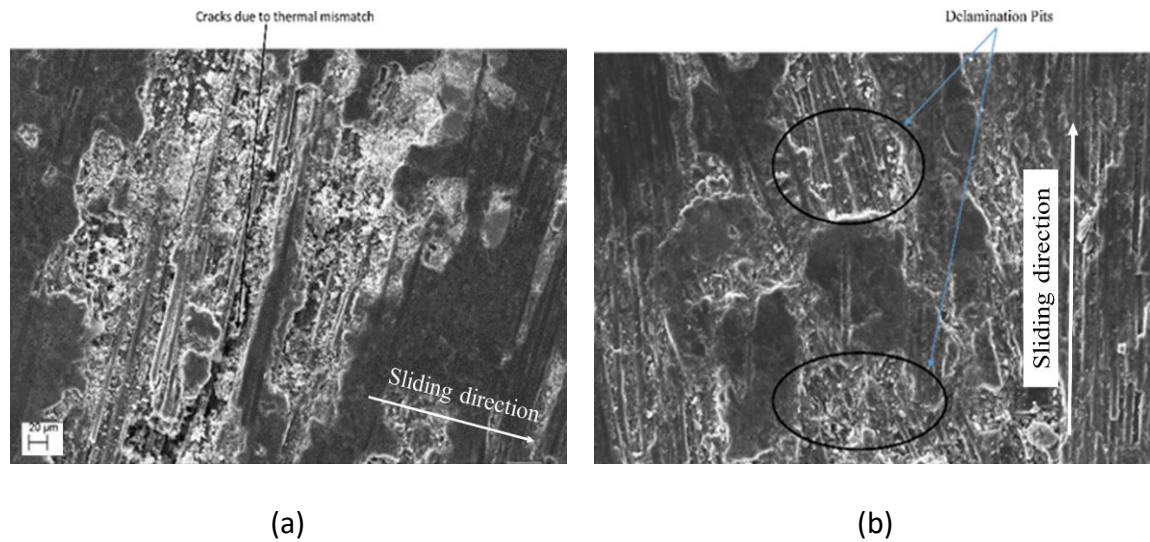 Cracks due to thermal mismatch
Delamination Pits
Sliding direction
20 µm
Sliding direction
(a)
(b)